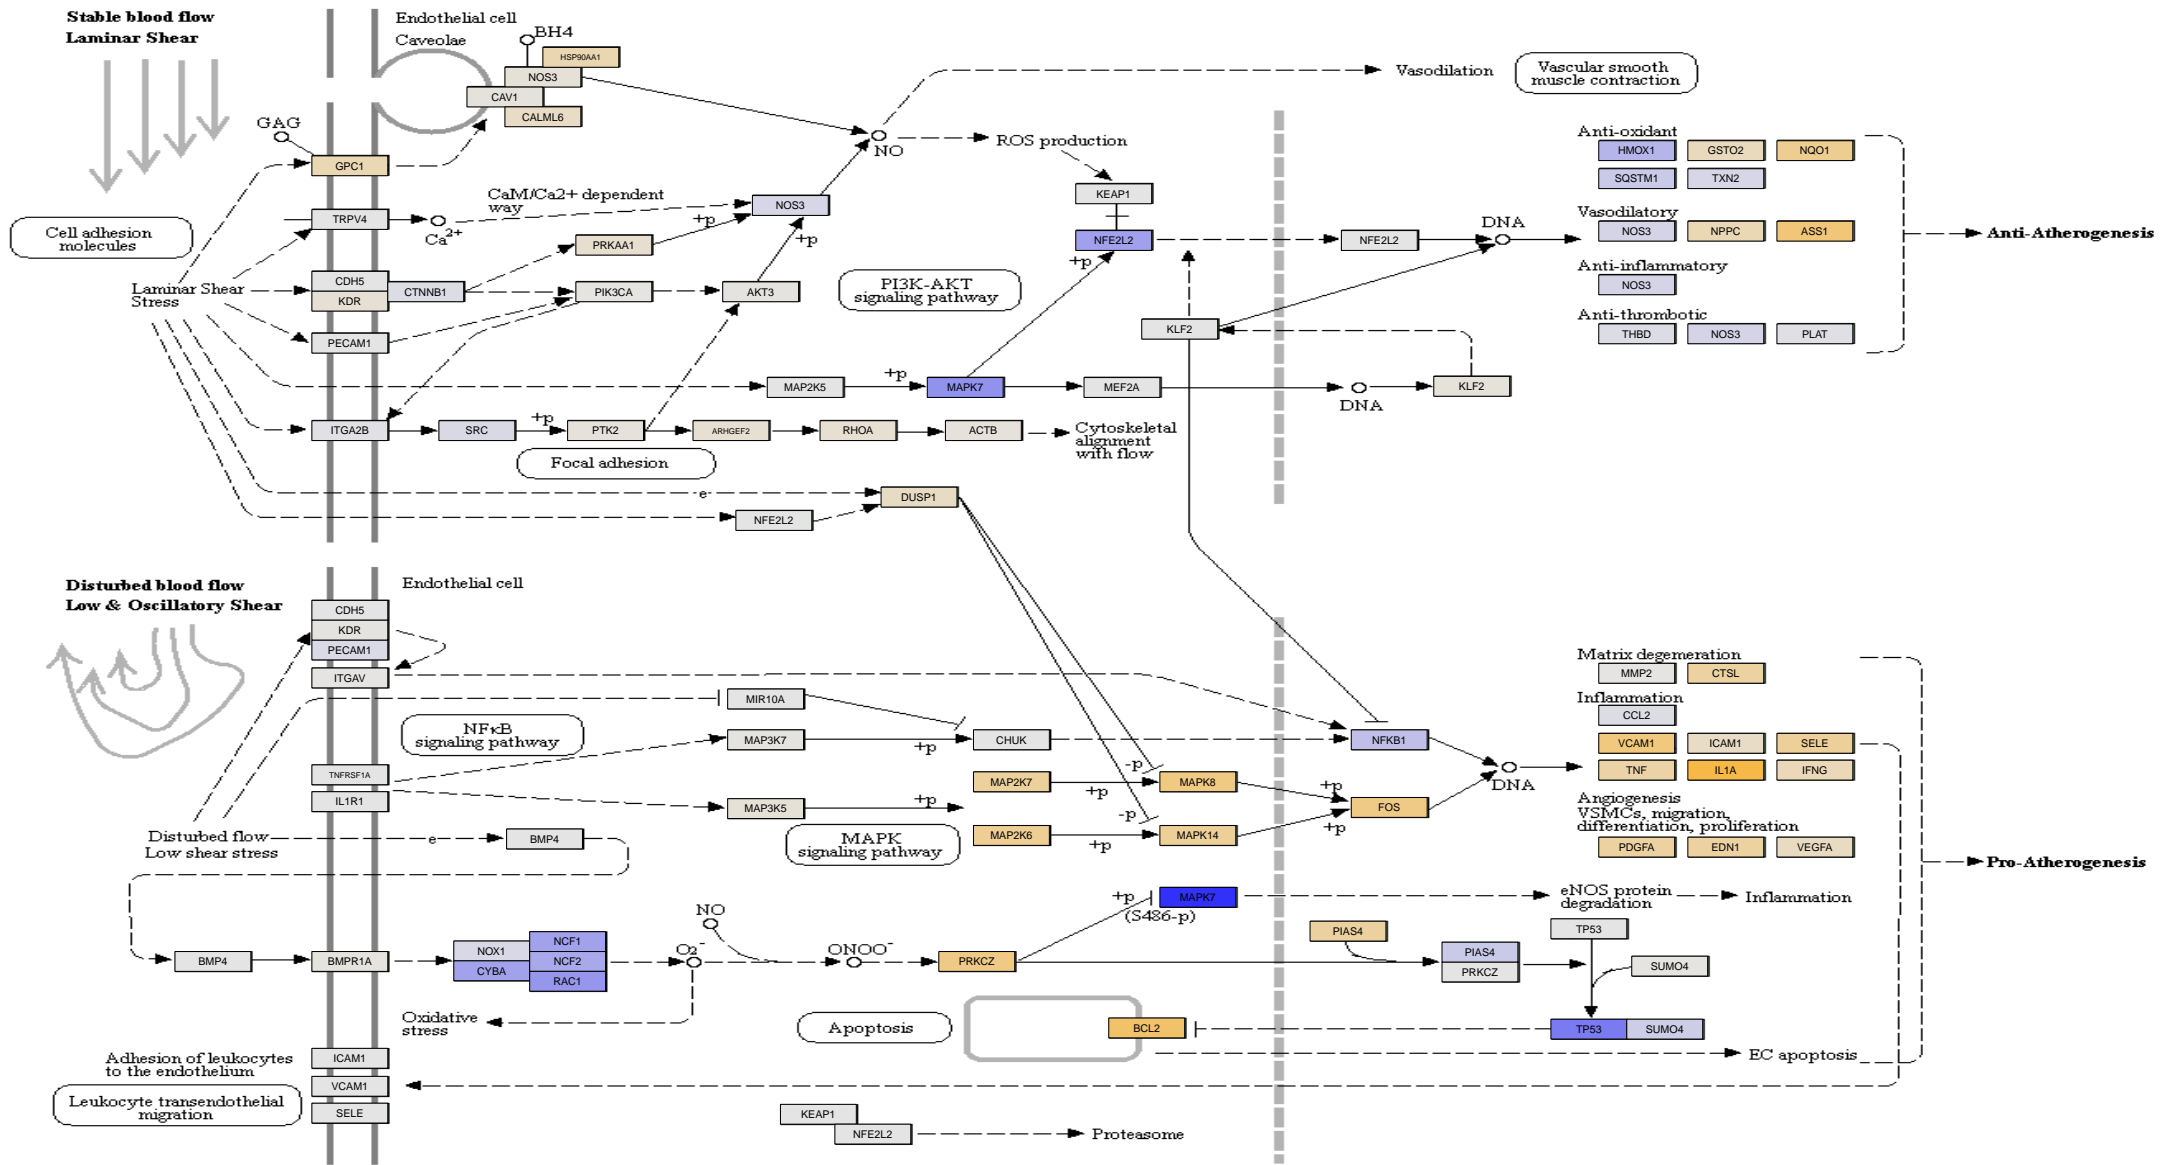 Stable blood flow
Laminar Shear
Endothelial cell
Caveolae
BH4
HSP90AA1
NOS3
CAV1
CALML6
Vasodilation
Vascular smooth
muscle contraction
GAG
GPC1
NO
ROS production
Anti-oxidant
HMOX1 GSTO2 NQO1
SQSTM1 TXN2
KEAP1
CaM/Ca2+ dependent
way
NOS3
TRPV4
Ca2+
+p
+p
Cell adhesion
molecules
PRKAA1
NFE2L2
+p
NFE2L2
DNA
Vasodilatory
NOS3 NPPC ASS1
Anti-Atherogenesis
Anti-inflammatory
NOS3
Laminar Shear
Stress
CDH5
KDR
CTNNB1
PIK3CA
AKT3
PI3K-AKT
signaling pathway
Anti-thrombotic
THBD NOS3 PLAT
KLF2
PECAM1
MAP2K5
+p
MAPK7
MEF2A
DNA
KLF2
ITGA2B
SRC
+p
PTK2
ARHGEF2
RHOA
ACTB
Cytoskeletal
alignment
with flow
Focal adhesion
e
DUSP1
NFE2L2
Disturbed blood flow
Low & Oscillatory Shear
Endothelial cell
CDH5
KDR
PECAM1
ITGAV
MIR10A
NFκB
signaling pathway
MAP3K7
+p
CHUK
NFKB1
Matrix degemeration
MMP2 CTSL
Inflammation
CCL2
VCAM1 ICAM1 SELE
TNF IL1A IFNG
TNFRSF1A
IL1R1
MAP3K5
+p
MAP2K7
+p
-p
MAPK8
+p
FOS
DNA
MAP2K6
+p
-p
MAPK14
+p
MAPK
signaling pathway
Angiogenesis
VSMCs, migration,
differentiation, proliferation
PDGFA EDN1 VEGFA
Disturbed flow
Low shear stress
e
BMP4
Pro-Atherogenesis
+p
(S486-p)
MAPK7
eNOS protein
degradation
Inflammation
BMP4
BMPR1A
NOX1
CYBA
NCF1
NCF2
RAC1
NO
O2-
ONOO-
PRKCZ
PIAS4
PIAS4
PRKCZ
TP53
SUMO4
Oxidative
stress
Apoptosis
BCL2
TP53 SUMO4
EC apoptosis
Adhesion of leukocytes
to the endothelium
ICAM1
VCAM1
SELE
Leukocyte transendothelial
migration
KEAP1
NFE2L2
Proteasome